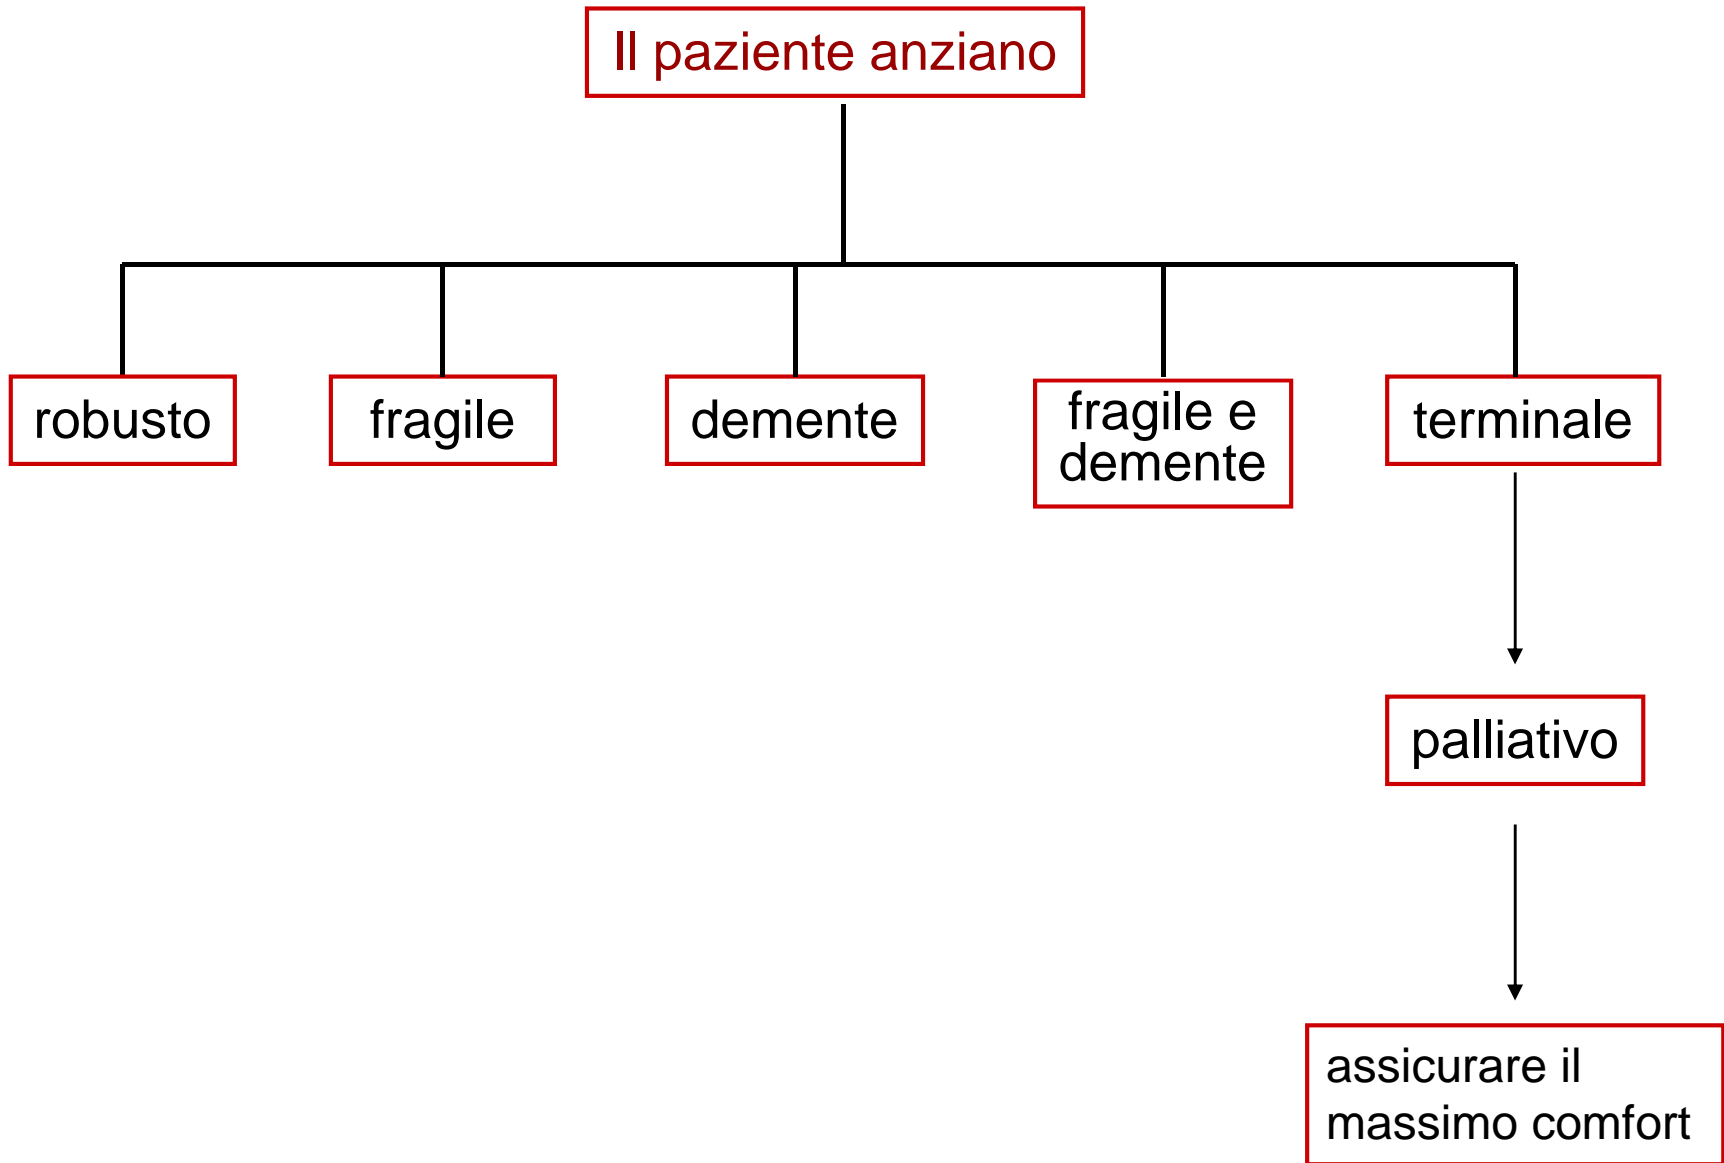 Il paziente anziano
robusto
fragile
demente
fragile e
demente
terminale
palliativo
assicurare il
massimo comfort